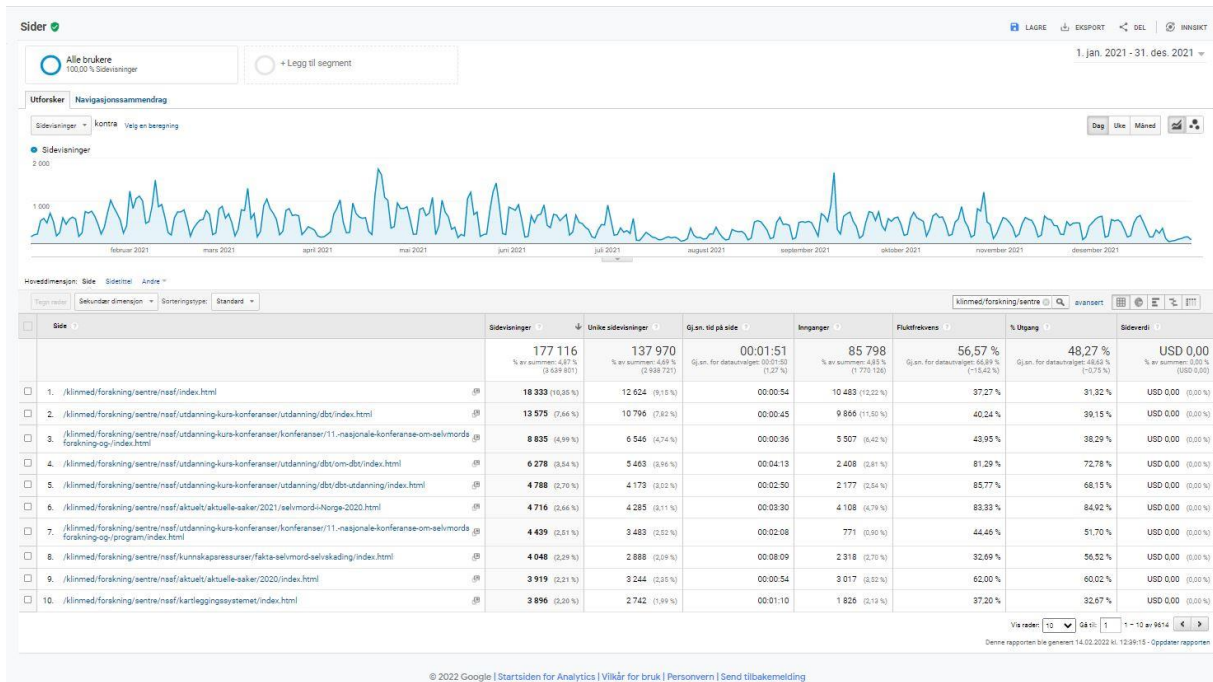 Sider
LAGRE EKSPORT DEL INNSIKT
Alle brukere
100,00 % Sidevisninger
+ Legg til segment
1. jan. 2021 - 31. des. 2021
Utforsker Navigasjonssammendrag
Sidevisninger kontra Velg en beregning
Dag Uke Måned
Sidevisninger
2 000
1 000
februar 2021 mars 2021 april 2021 mai 2021 juni 2021 juli 2021 august 2021 september 2021 oktober 2021 november 2021 desember 2021
Hoveddimensjon: Side Sidetittel Andre
Tegn rader Sekundær dimensjon Sorteringstype: Standard klinmed/forskning/sentre avansert
Side Sidevisninger Unike sidevisninger Gj.sn. tid på side Innganger Fluktfrekvens % Utgang Sideverdi
177 116 137 970 00:01:51 85 798 56,57 % 48,27 % USD 0,00
% av summen: 4,87 % % av summen: 4,69 % Gj.sn. for datautvalget: 00:01:50 % av summen: 4,85 % Gj.sn. for datautvalget: 66,89 % Gj.sn. for datautvalget: 48,63 % % av summen: 0,00 %
(3 639 801) (2 938 721) (1,27 %) (1 770 126) (−15,42 %) (−0,75 %) (USD 0,00)
1. /klinmed/forskning/sentre/nssf/index.html 18 333 (10,35 %) 12 624 (9,15 %) 00:00:54 10 483 (12,22 %) 37,27 % 31,32 % USD 0,00 (0,00 %)
2. /klinmed/forskning/sentre/nssf/utdanning-kurs-konferanser/utdanning/dbt/index.html 13 575 (7,66 %) 10 796 (7,82 %) 00:00:45 9 866 (11,50 %) 40,24 % 39,15 % USD 0,00 (0,00 %)
3. /klinmed/forskning/sentre/nssf/utdanning-kurs-konferanser/konferanser/11.-nasjonale-konferanse-om-selvmords
forskning-og-/index.html 8 835 (4,99 %) 6 546 (4,74 %) 00:00:36 5 507 (6,42 %) 43,95 % 38,29 % USD 0,00 (0,00 %)
4. /klinmed/forskning/sentre/nssf/utdanning-kurs-konferanser/utdanning/dbt/om-dbt/index.html 6 278 (3,54 %) 5 463 (3,96 %) 00:04:13 2 408 (2,81 %) 81,29 % 72,78 % USD 0,00 (0,00 %)
5. /klinmed/forskning/sentre/nssf/utdanning-kurs-konferanser/utdanning/dbt/dbt-utdanning/index.html 4 788 (2,70 %) 4 173 (3,02 %) 00:02:50 2 177 (2,54 %) 85,77 % 68,15 % USD 0,00 (0,00 %)
6. /klinmed/forskning/sentre/nssf/aktuelt/aktuelle-saker/2021/selvmord-i-Norge-2020.html 4 716 (2,66 %) 4 285 (3,11 %) 00:03:30 4 108 (4,79 %) 83,33 % 84,92 % USD 0,00 (0,00 %)
7. /klinmed/forskning/sentre/nssf/utdanning-kurs-konferanser/konferanser/11.-nasjonale-konferanse-om-selvmords
forskning-og-/program/index.html 4 439 (2,51 %) 3 483 (2,52 %) 00:02:08 771 (0,90 %) 44,46 % 51,70 % USD 0,00 (0,00 %)
8. /klinmed/forskning/sentre/nssf/kunnskapsressurser/fakta-selvmord-selvskading/index.html 4 048 (2,29 %) 2 888 (2,09 %) 00:08:09 2 318 (2,70 %) 32,69 % 56,52 % USD 0,00 (0,00 %)
9. /klinmed/forskning/sentre/nssf/aktuelt/aktuelle-saker/2020/index.html 3 919 (2,21 %) 3 244 (2,35 %) 00:00:54 3 017 (3,52 %) 62,00 % 60,02 % USD 0,00 (0,00 %)
10. /klinmed/forskning/sentre/nssf/kartleggingssystemet/index.html 3 896 (2,20 %) 2 742 (1,99 %) 00:01:10 1 826 (2,13 %) 37,20 % 32,67 % USD 0,00 (0,00 %)
Vis rader: 10 Gå til: 1 1 – 10 av 9614
Denne rapporten ble generert 14.02.2022 kl. 12:39:15 - Oppdater rapporten
© 2022 Google | Startsiden for Analytics | Vilkår for bruk | Personvern | Send tilbakemelding